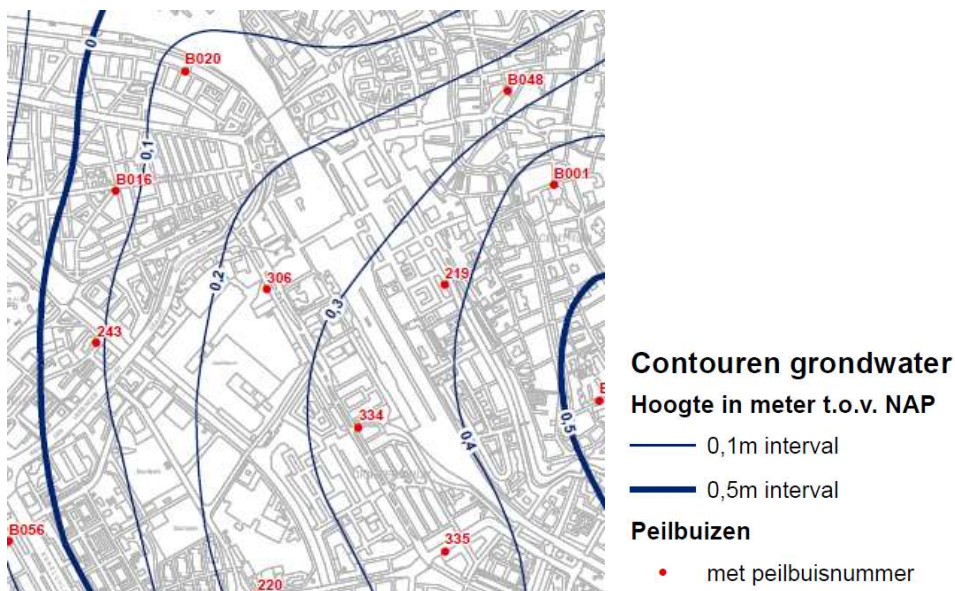 0
B020
B048
0,1
B016
B001
0,2
306
219
0,3
243
334
0,5
0,4
B056
335
220
Contouren grondwater
Hoogte in meter t.o.v. NAP
0,1m interval
0,5m interval
Peilbuizen
met peilbuisnummer